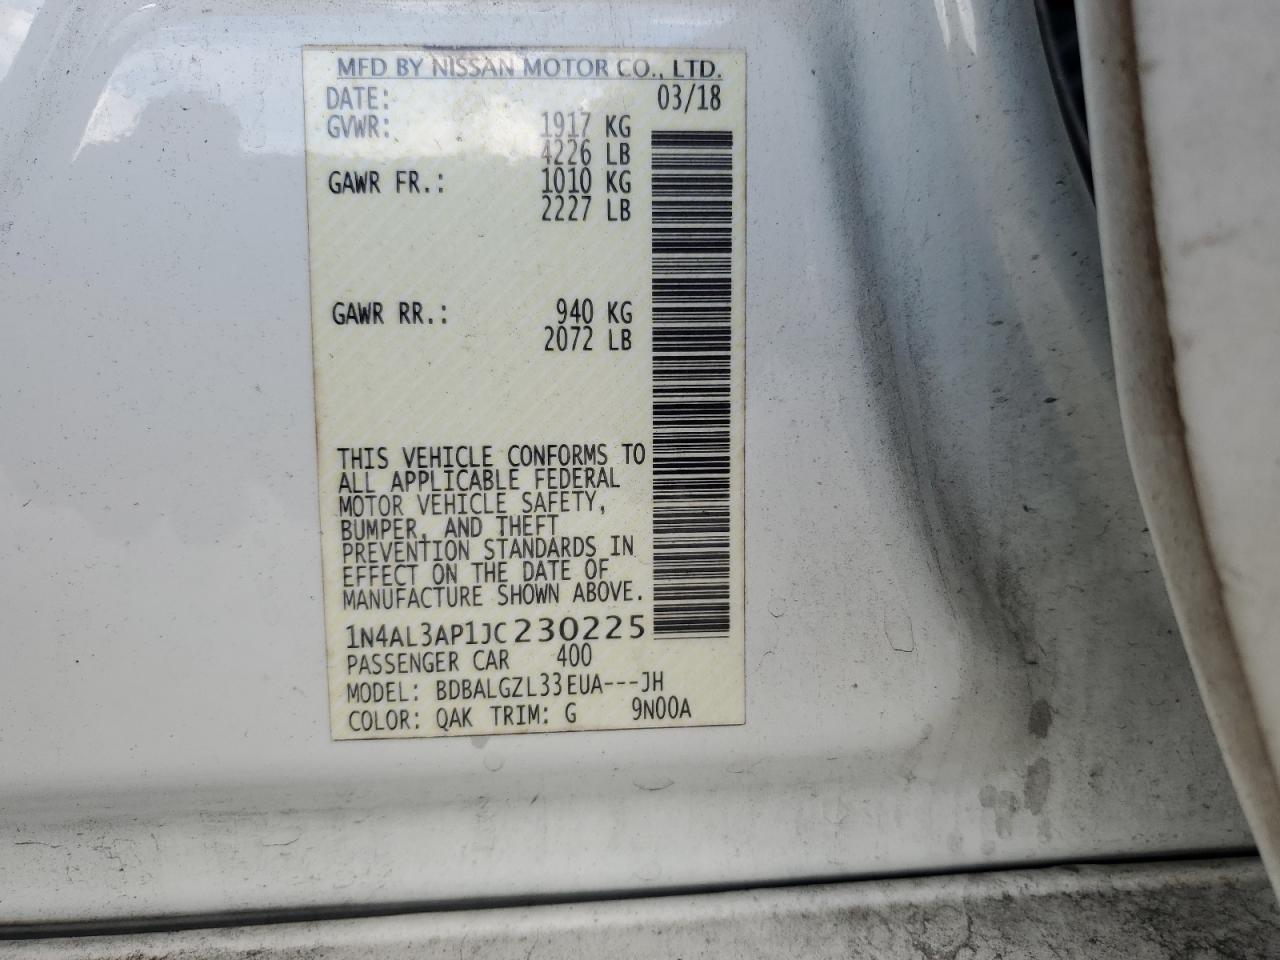 MFD BY NISSAN MOTOR CO., LTD.
DATE: 03/18
GVWR: 1917 KG
4226 LB
GAWR FR.: 1010 KG
2227 LB
GAWR RR.: 940 KG
2072 LB
THIS VEHICLE CONFORMS TO
ALL APPLICABLE FEDERAL
MOTOR VEHICLE SAFETY,
BUMPER, AND THEFT
PREVENTION STANDARDS IN
EFFECT ON THE DATE OF
MANUFACTURE SHOWN ABOVE.
1N4AL3AP1JC230225
PASSENGER CAR 400
MODEL: BDBALGZL33EUA---JH
COLOR: QAK TRIM: G 9N00A